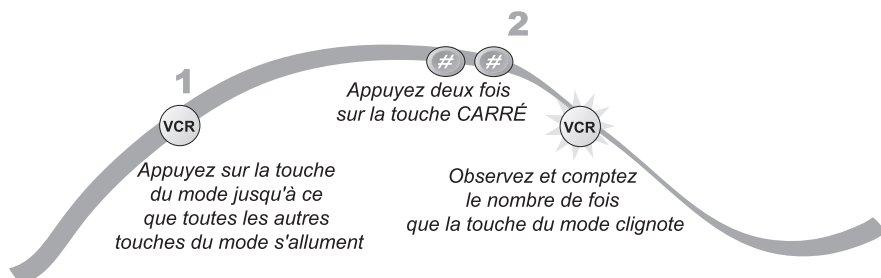 1
VCR
Appuyez sur la touche
du mode jusqu'à ce
que toutes les autres
touches du mode s'allument
2
# #
Appuyez deux fois
sur la touche CARRÉ
VCR
Observez et comptez
le nombre de fois
que la touche du mode clignote